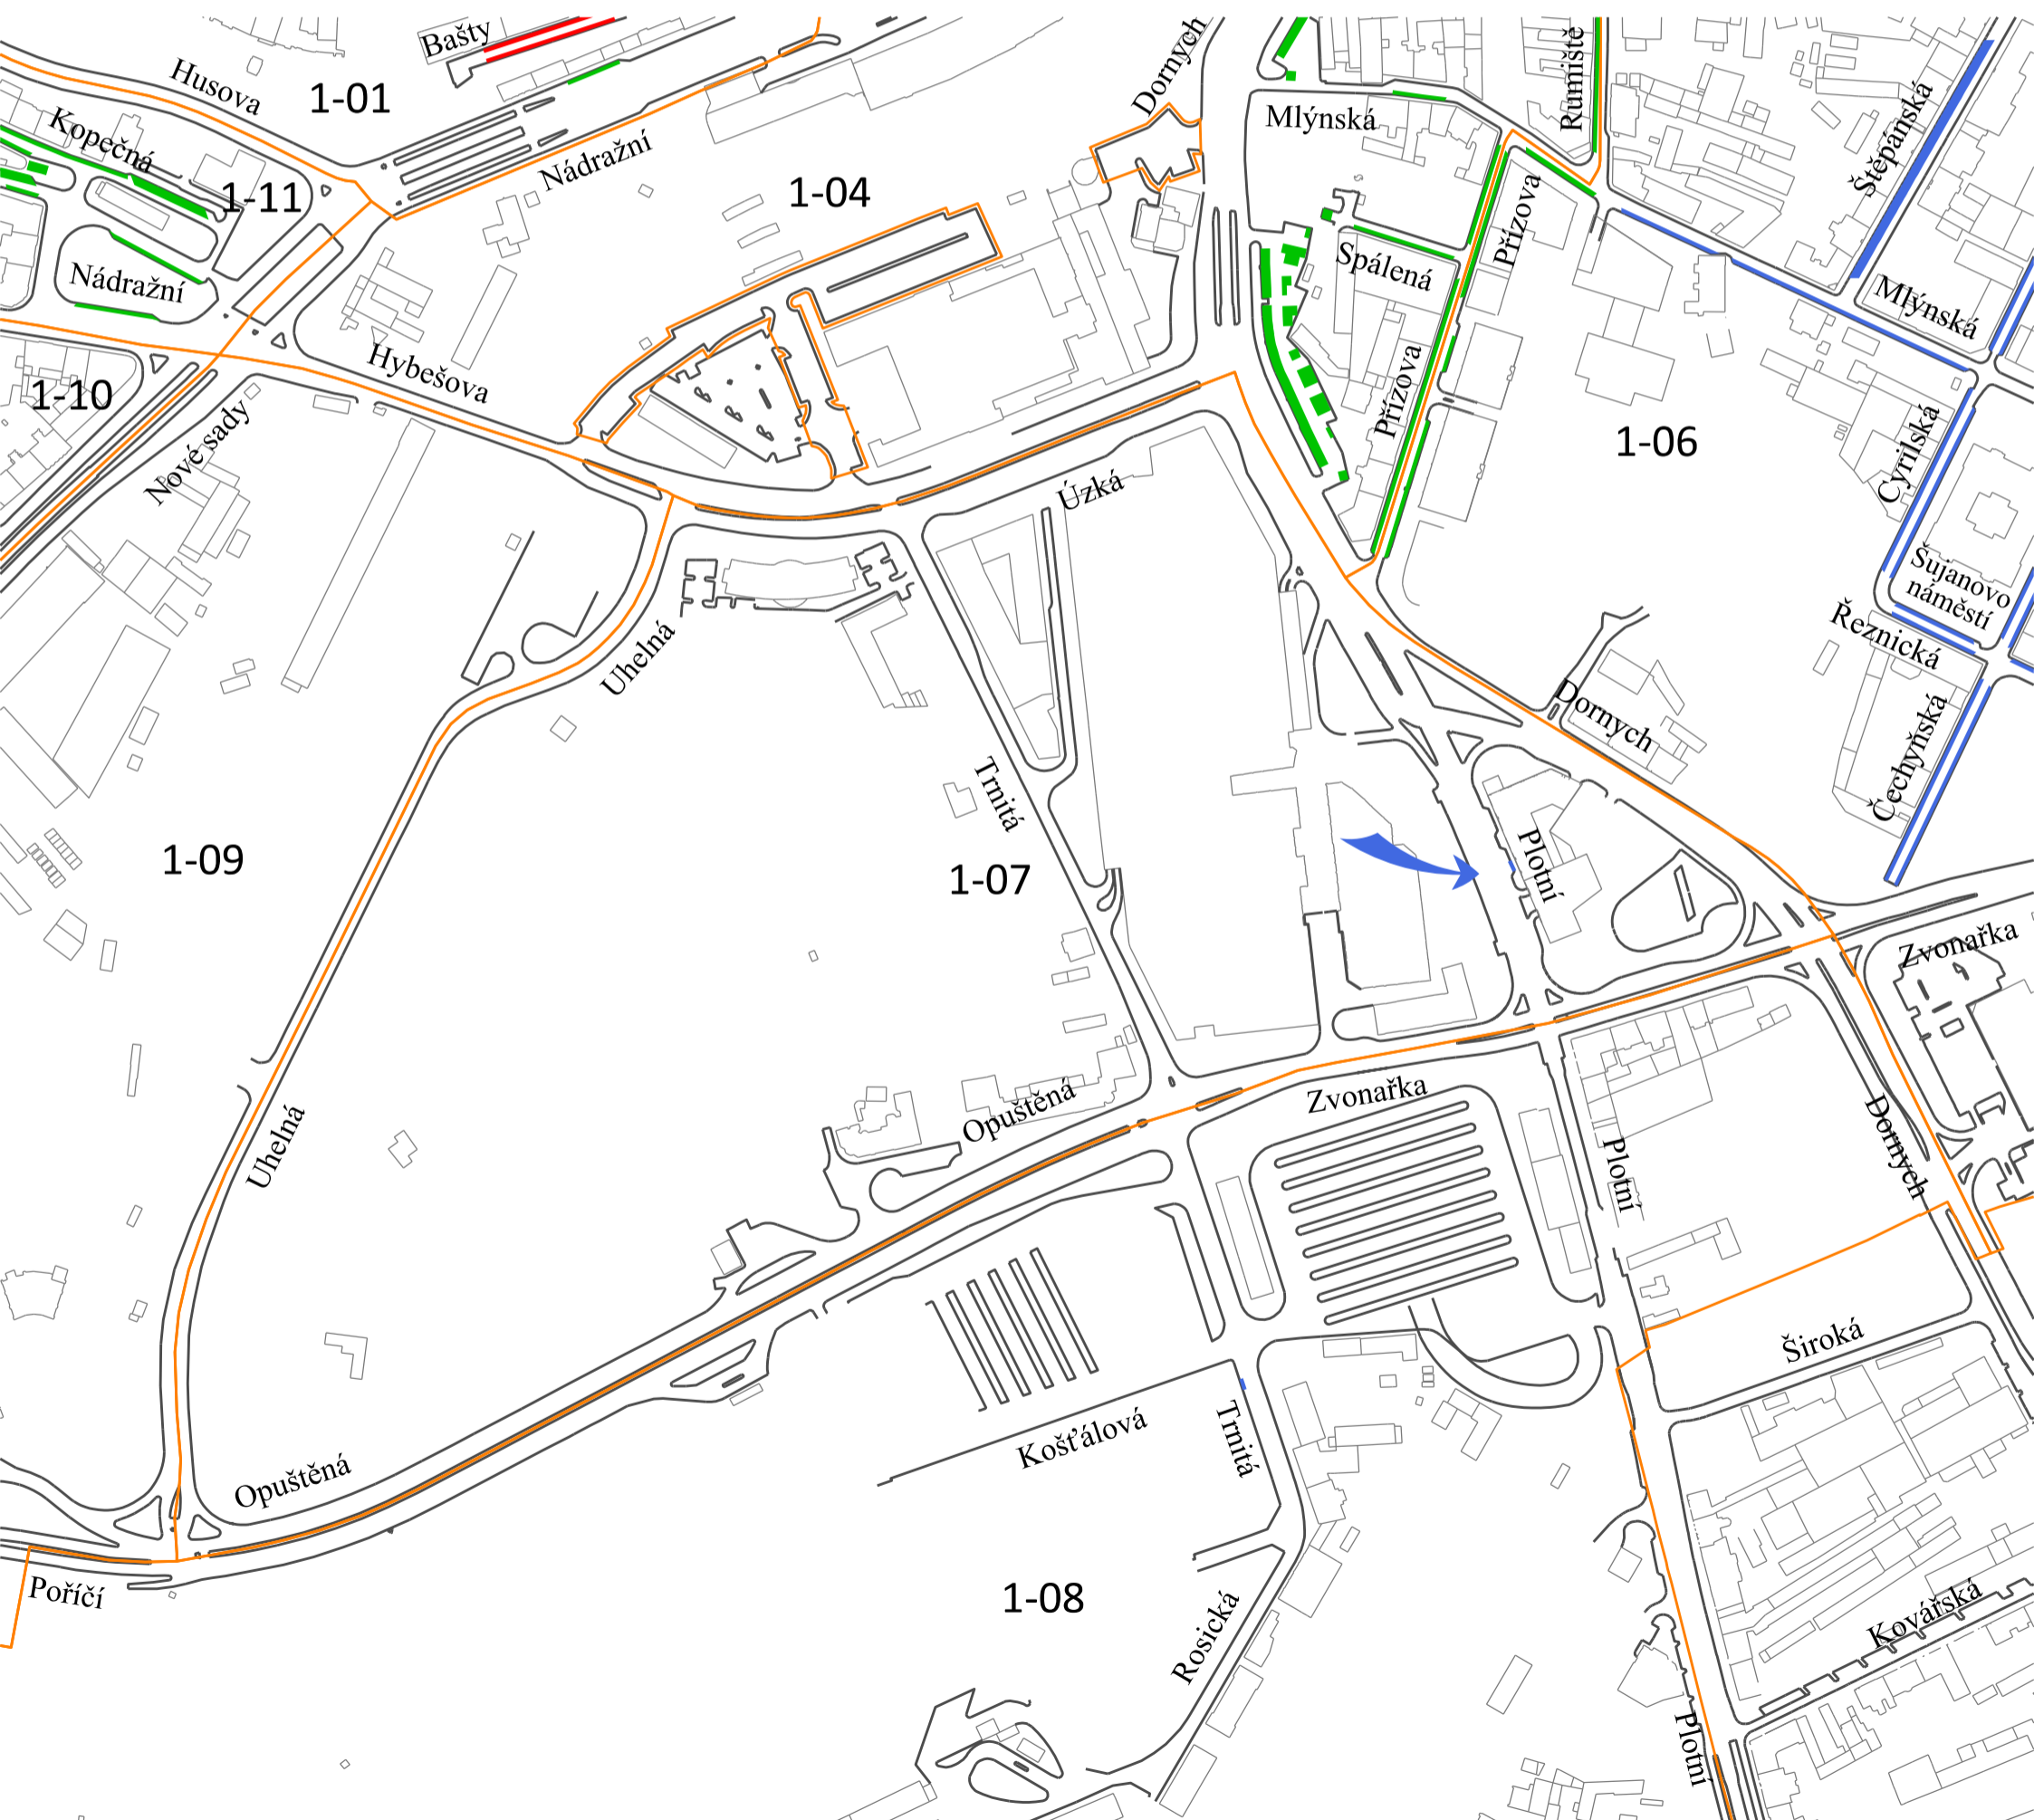 Bašty
Husova
1-01
Dornych
Rumiště
Mlýnská
Štěpánská
Kopečná
1-11
Nádražní
1-04
Přízova
Spálená
Nádražní
Mlýnská
Hybešova
1-10
Přízova
1-06
Nové sady
Cyrilská
Úzká
Šujanovo
náměstí
Řeznická
Uhelná
Dornych
Čechyňská
Trnitá
1-09
1-07
Plotní
Zvonařka
Opuštěná
Zvonařka
Uhelná
Plotní
Dornych
Široká
Košťálová
Trnitá
Opuštěná
Poříčí
1-08
Rosická
Kovářská
Plotní